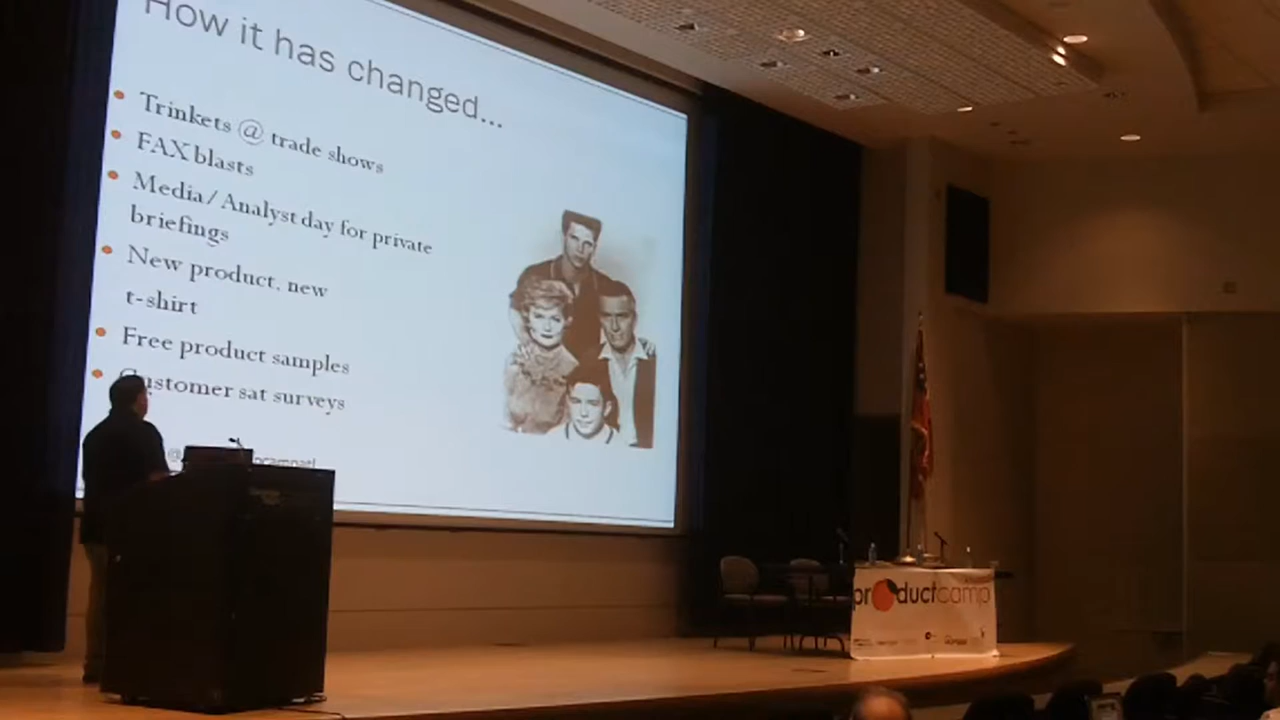 How it has changed...
Trinkets @ trade shows
FAX blasts
Media/Analyst day for private
briefings
New product, new
t-shirt
Free product samples
Customer sat surveys
productcamp